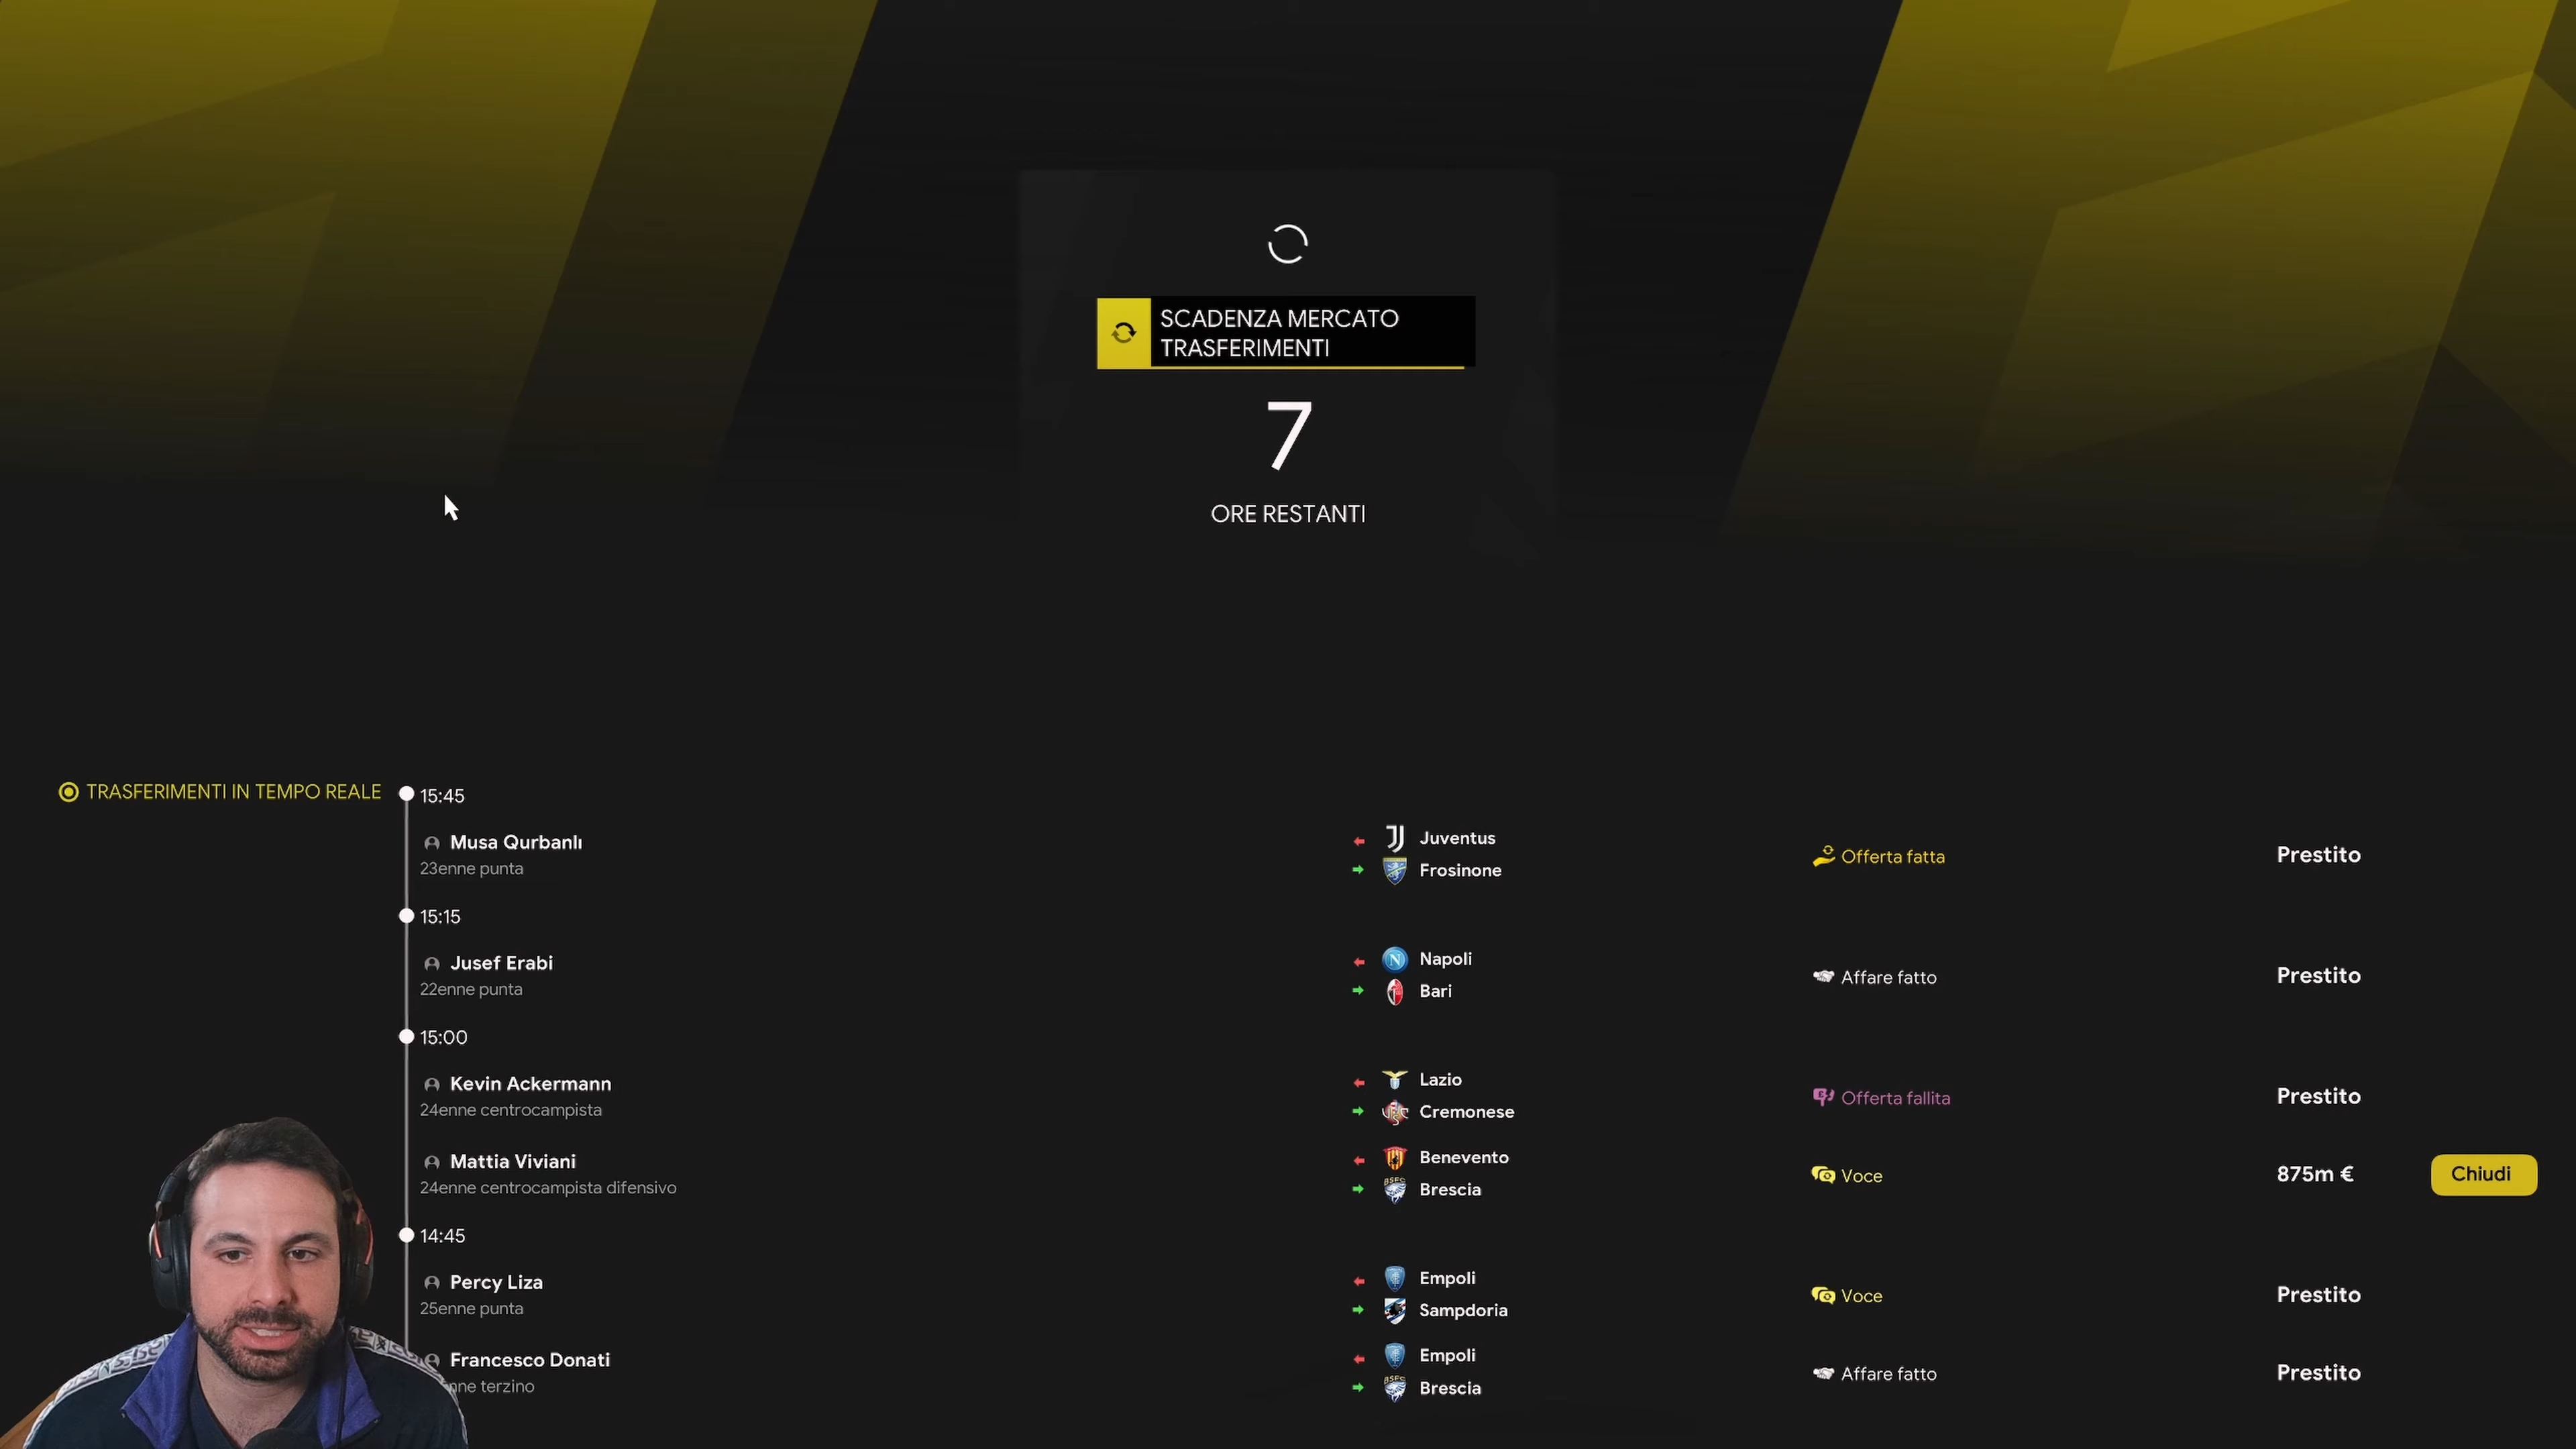 SCADENZA MERCATO
TRASFERIMENTI
7
ORE RESTANTI
TRASFERIMENTI IN TEMPO REALE
15:45
Musa Qurbanlı
23enne punta
Juventus
Frosinone
Offerta fatta
Prestito
15:15
Jusef Erabi
22enne punta
Napoli
Bari
Affare fatto
Prestito
15:00
Kevin Ackermann
24enne centrocampista
Lazio
Cremonese
Offerta fallita
Prestito
Mattia Viviani
24enne centrocampista difensivo
Benevento
Brescia
Voce
875m €
Chiudi
14:45
Percy Liza
25enne punta
Empoli
Sampdoria
Voce
Prestito
Francesco Donati
terzino
Empoli
Brescia
Affare fatto
Prestito